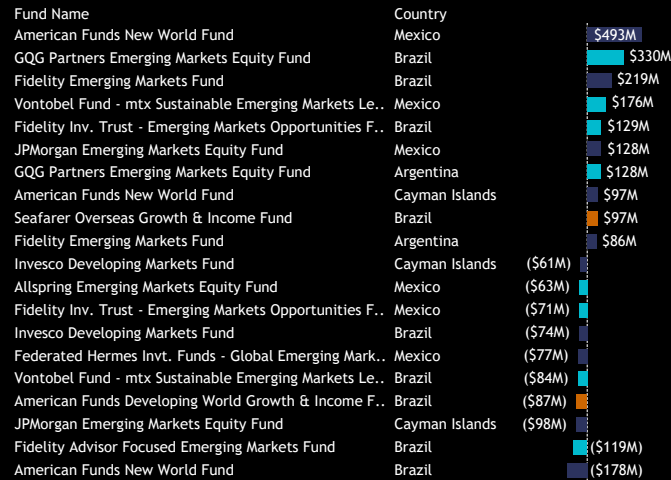 Fund Name Country
American Funds New World Fund Mexico $493M
GQG Partners Emerging Markets Equity Fund Brazil $330M
Fidelity Emerging Markets Fund Brazil $219M
Vontobel Fund - mtx Sustainable Emerging Markets Le.. Mexico $176M
Fidelity Inv. Trust - Emerging Markets Opportunities F.. Brazil $129M
JPMorgan Emerging Markets Equity Fund Mexico $128M
GQG Partners Emerging Markets Equity Fund Argentina $128M
American Funds New World Fund Cayman Islands $97M
Seafarer Overseas Growth & Income Fund Brazil $97M
Fidelity Emerging Markets Fund Argentina $86M
Invesco Developing Markets Fund Cayman Islands ($61M)
Allspring Emerging Markets Equity Fund Mexico ($63M)
Fidelity Inv. Trust - Emerging Markets Opportunities F.. Mexico ($71M)
Invesco Developing Markets Fund Brazil ($74M)
Federated Hermes Invt. Funds - Global Emerging Mark.. Mexico ($77M)
Vontobel Fund - mtx Sustainable Emerging Markets Le.. Brazil ($84M)
American Funds Developing World Growth & Income F.. Brazil ($87M)
JPMorgan Emerging Markets Equity Fund Cayman Islands ($98M)
Fidelity Advisor Focused Emerging Markets Fund Brazil ($119M)
American Funds New World Fund Brazil ($178M)